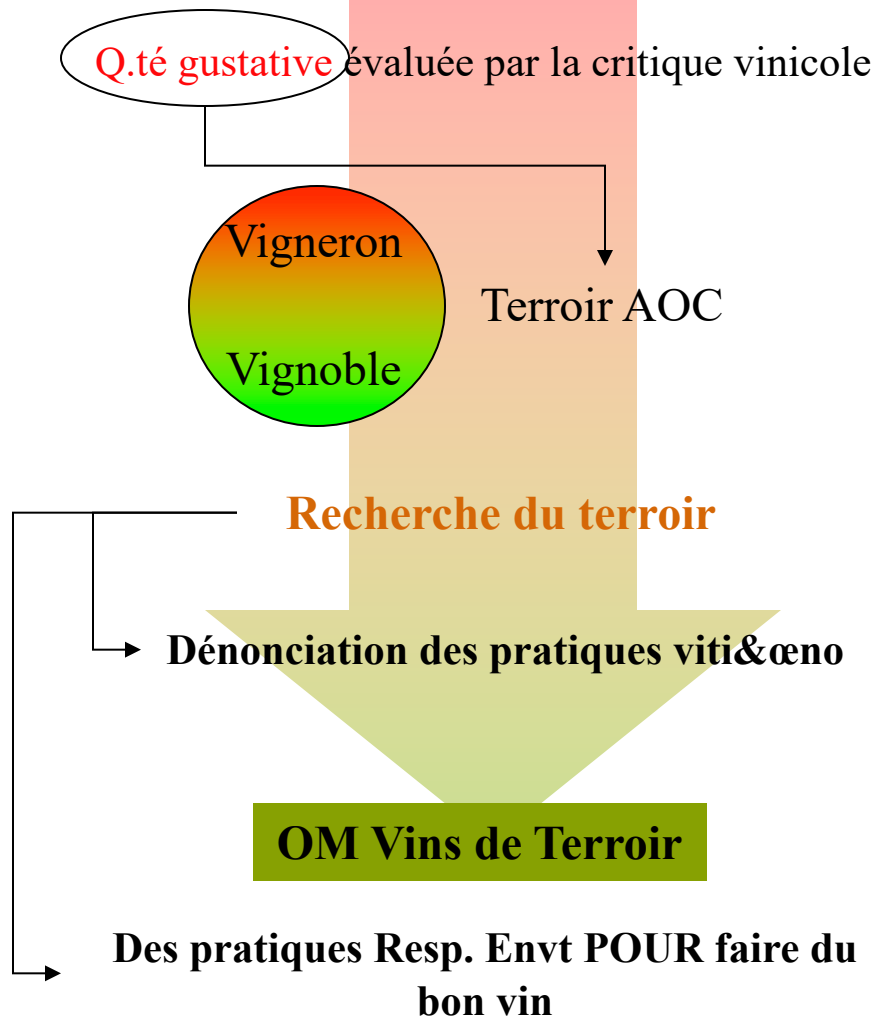 Q.té gustative évaluée par la critique vinicole
Vigneron
Terroir AOC
Vignoble
Recherche du terroir
Dénonciation des pratiques viti&œno
OM Vins de Terroir
Des pratiques Resp. Envt POUR faire du
bon vin